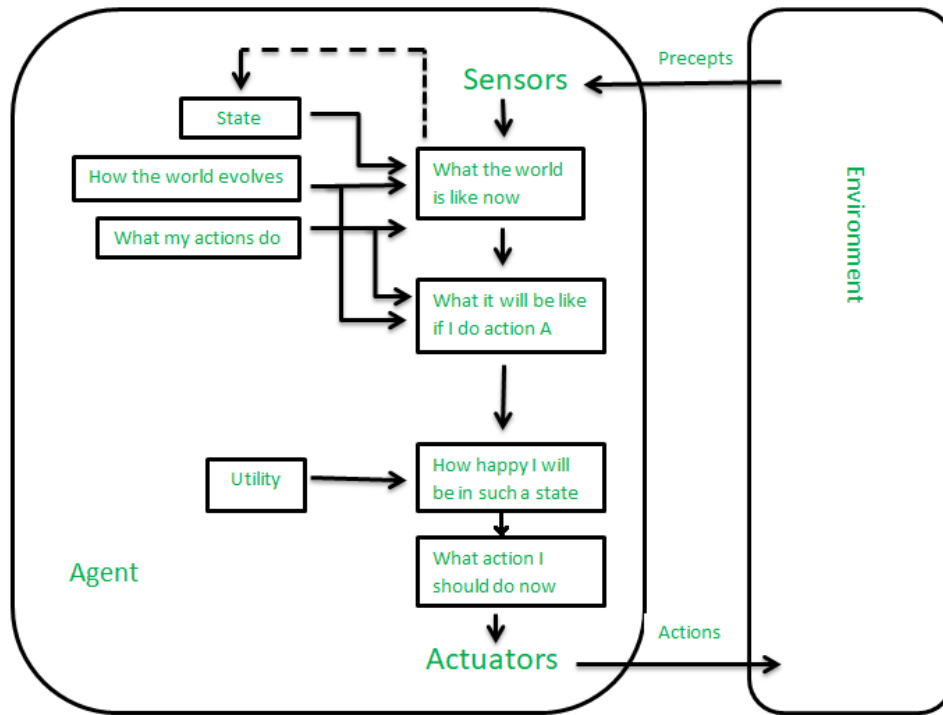 Precepts
Sensors
State
How the world evolves
What the world
is like now
What my actions do
Environment
What it will be like
if I do action A
Utility
How happy I will
be in such a state
What action I
should do now
Agent
Actuators
Actions